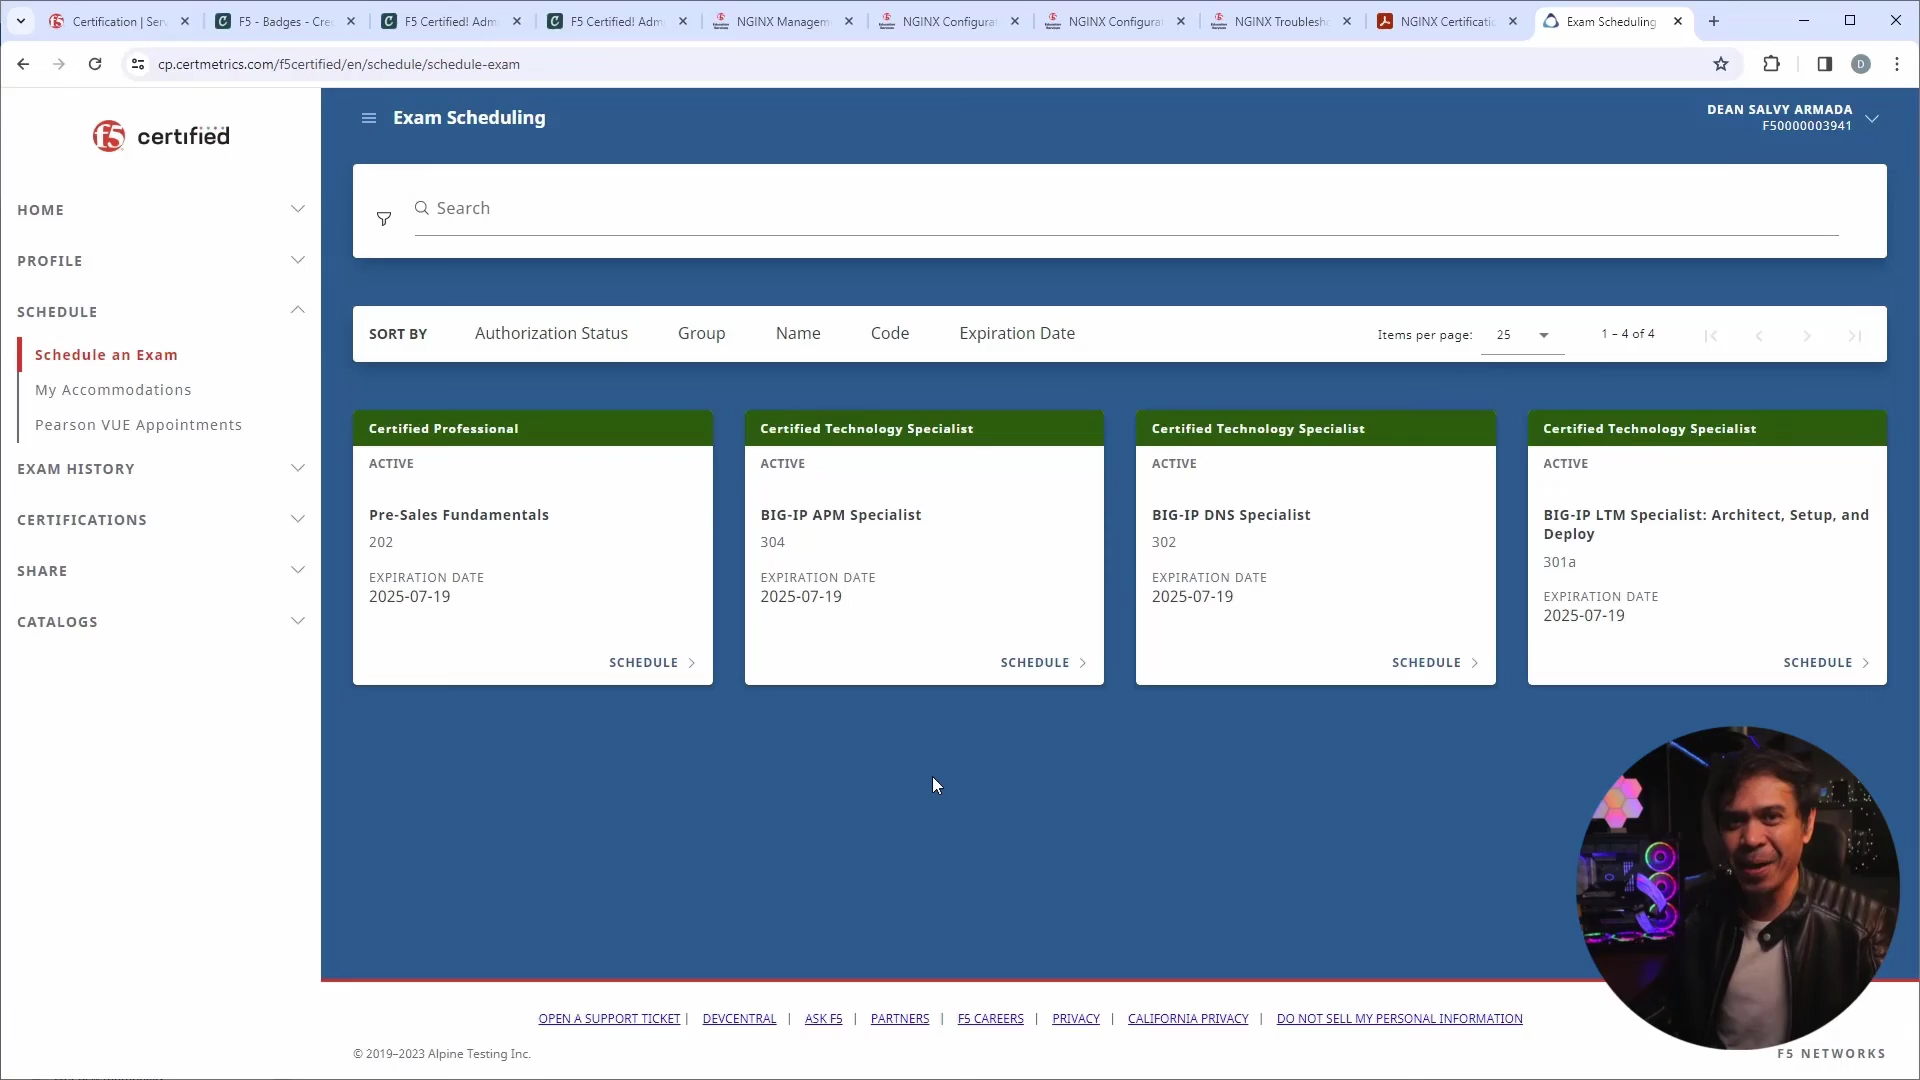 Certification | Serv
F5 - Badges - Cre
F5 Certified! Adm
F5 Certified! Adm
NGINX Managem
NGINX Configura
NGINX Configura
NGINX Troublesh
NGINX Certificatio
Exam Scheduling
cp.certmetrics.com/f5certified/en/schedule/schedule-exam
D
f5 certified
HOME
PROFILE
SCHEDULE
Schedule an Exam
My Accommodations
Pearson VUE Appointments
EXAM HISTORY
CERTIFICATIONS
SHARE
CATALOGS
Exam Scheduling
DEAN SALVY ARMADA
F50000003941
Search
SORT BY Authorization Status Group Name Code Expiration Date Items per page: 25 1 – 4 of 4
Certified Professional
ACTIVE
Pre-Sales Fundamentals
202
EXPIRATION DATE
2025-07-19
SCHEDULE
Certified Technology Specialist
ACTIVE
BIG-IP APM Specialist
304
EXPIRATION DATE
2025-07-19
SCHEDULE
Certified Technology Specialist
ACTIVE
BIG-IP DNS Specialist
302
EXPIRATION DATE
2025-07-19
SCHEDULE
Certified Technology Specialist
ACTIVE
BIG-IP LTM Specialist: Architect, Setup, and
Deploy
301a
EXPIRATION DATE
2025-07-19
SCHEDULE
OPEN A SUPPORT TICKET | DEVCENTRAL | ASK F5 | PARTNERS | F5 CAREERS | PRIVACY | CALIFORNIA PRIVACY | DO NOT SELL MY PERSONAL INFORMATION
© 2019–2023 Alpine Testing Inc.
F5 NETWORKS